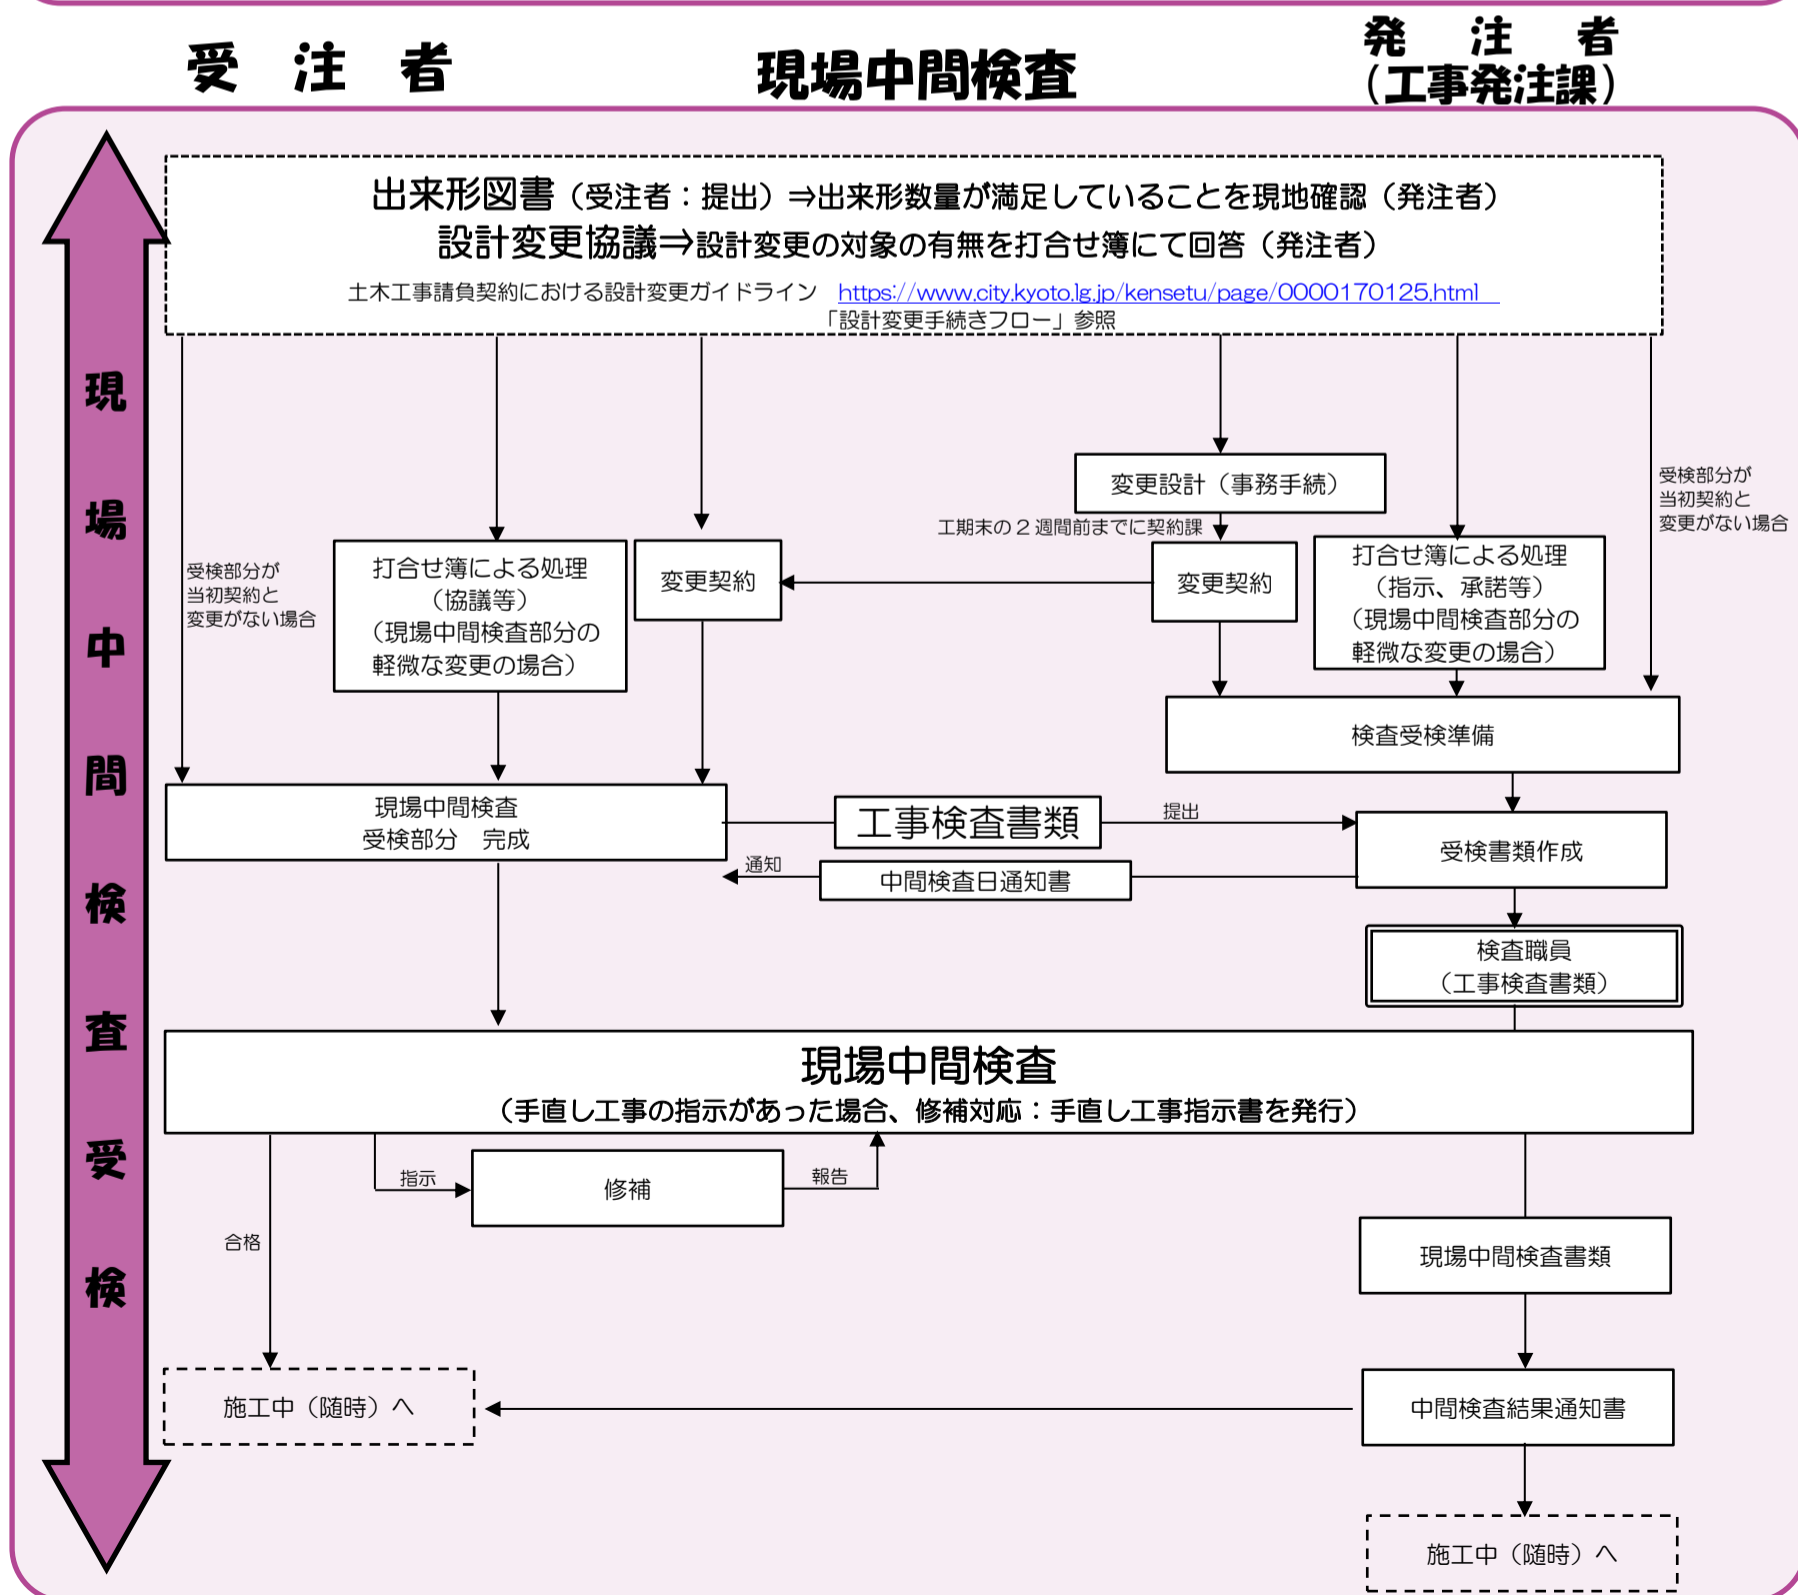 受 注 者
現場中間検査
発 注 者
（工事発注課）
現場中間検査受検
出来形図書（受注者：提出）⇒出来形数量が満足していることを現地確認（発注者）
設計変更協議⇒設計変更の対象の有無を打合せ簿にて回答（発注者）
土木工事請負契約における設計変更ガイドライン　https://www.city.kyoto.lg.jp/kensetu/page/0000170125.html
「設計変更手続きフロー」参照
受検部分が
当初契約と
変更がない場合
打合せ簿による処理
（協議等）
（現場中間検査部分の
軽微な変更の場合）
変更契約
変更設計（事務手続）
工期末の２週間前までに契約課
変更契約
打合せ簿による処理
（指示、承諾等）
（現場中間検査部分の
軽微な変更の場合）
受検部分が
当初契約と
変更がない場合
検査受検準備
現場中間検査
受検部分　完成
工事検査書類
提出
受検書類作成
通知
中間検査日通知書
検査職員
（工事検査書類）
現場中間検査
（手直し工事の指示があった場合、修補対応：手直し工事指示書を発行）
指示
修補
報告
合格
現場中間検査書類
施工中（随時）へ
中間検査結果通知書
施工中（随時）へ